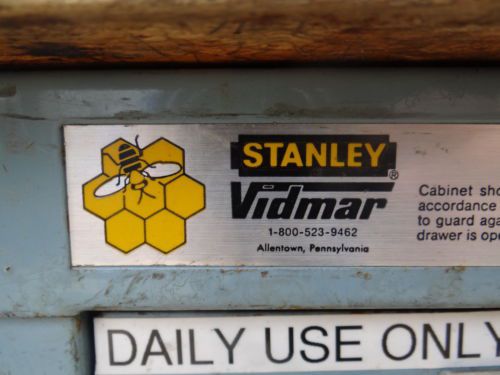 STANLEY
Vidmar
®
1-800-523-9462
Allentown, Pennsylvania
Cabinet sho
accordance
to guard aga
drawer is ope
DAILY USE ONLY